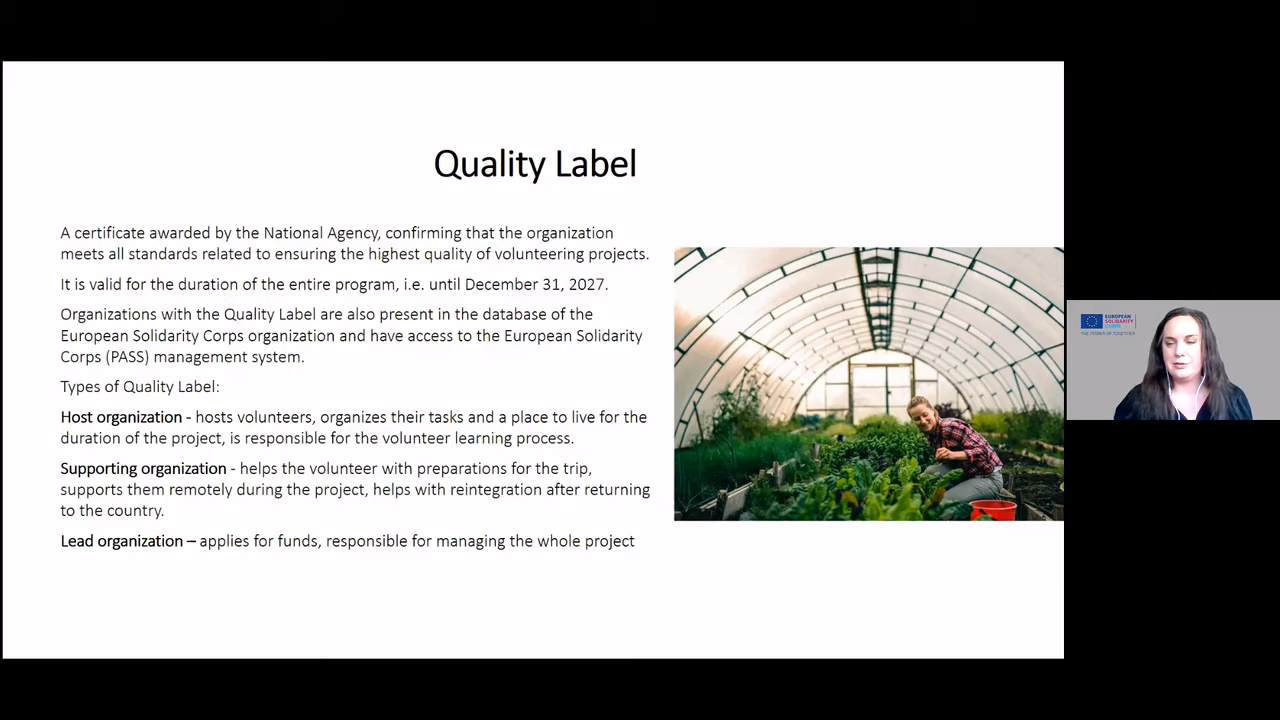 Quality Label
A certificate awarded by the National Agency, confirming that the organization
meets all standards related to ensuring the highest quality of volunteering projects.
It is valid for the duration of the entire program, i.e. until December 31, 2027.
Organizations with the Quality Label are also present in the database of the
European Solidarity Corps organization and have access to the European Solidarity
Corps (PASS) management system.
Types of Quality Label:
Host organization - hosts volunteers, organizes their tasks and a place to live for the
duration of the project, is responsible for the volunteer learning process.
Supporting organization - helps the volunteer with preparations for the trip,
supports them remotely during the project, helps with reintegration after returning
to the country.
Lead organization – applies for funds, responsible for managing the whole project
EUROPEAN
SOLIDARITY
CORPS
THE POWER OF TOGETHER